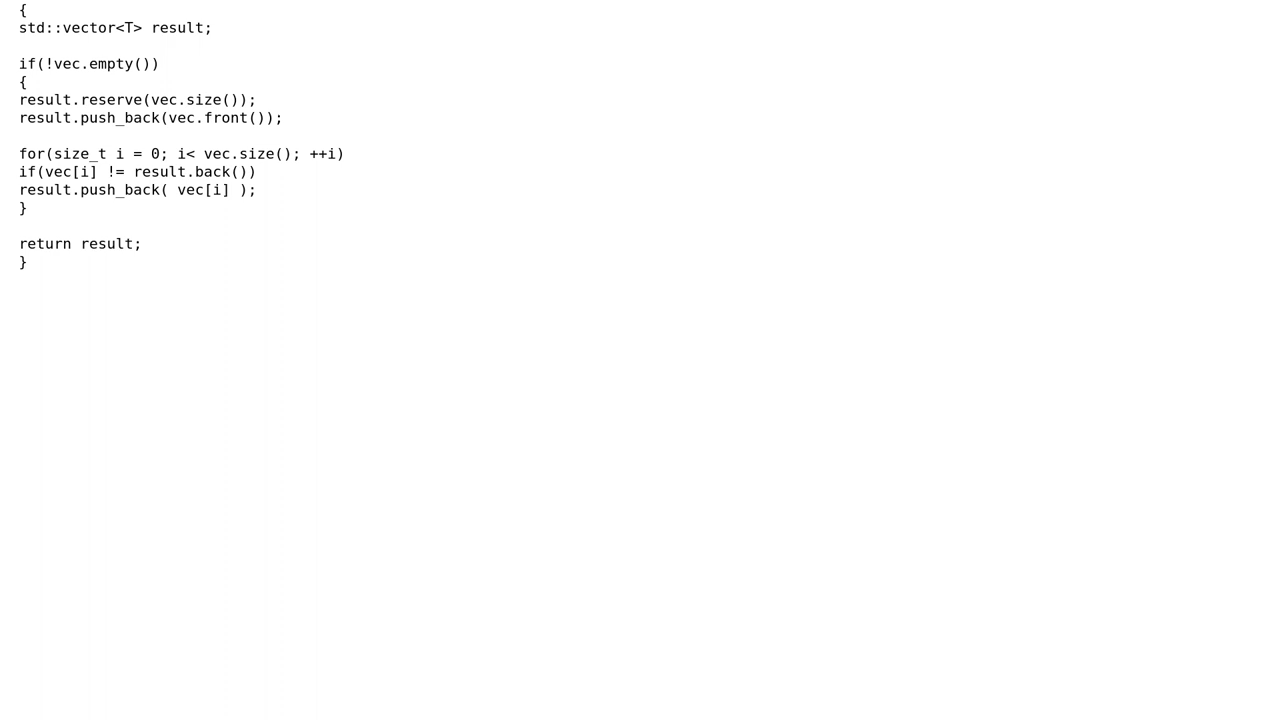 {
std::vector<T> result;
if(!vec.empty())
{
result.reserve(vec.size());
result.push_back(vec.front());
for(size_t i = 0; i< vec.size(); ++i)
if(vec[i] != result.back())
result.push_back( vec[i] );
}
return result;
}